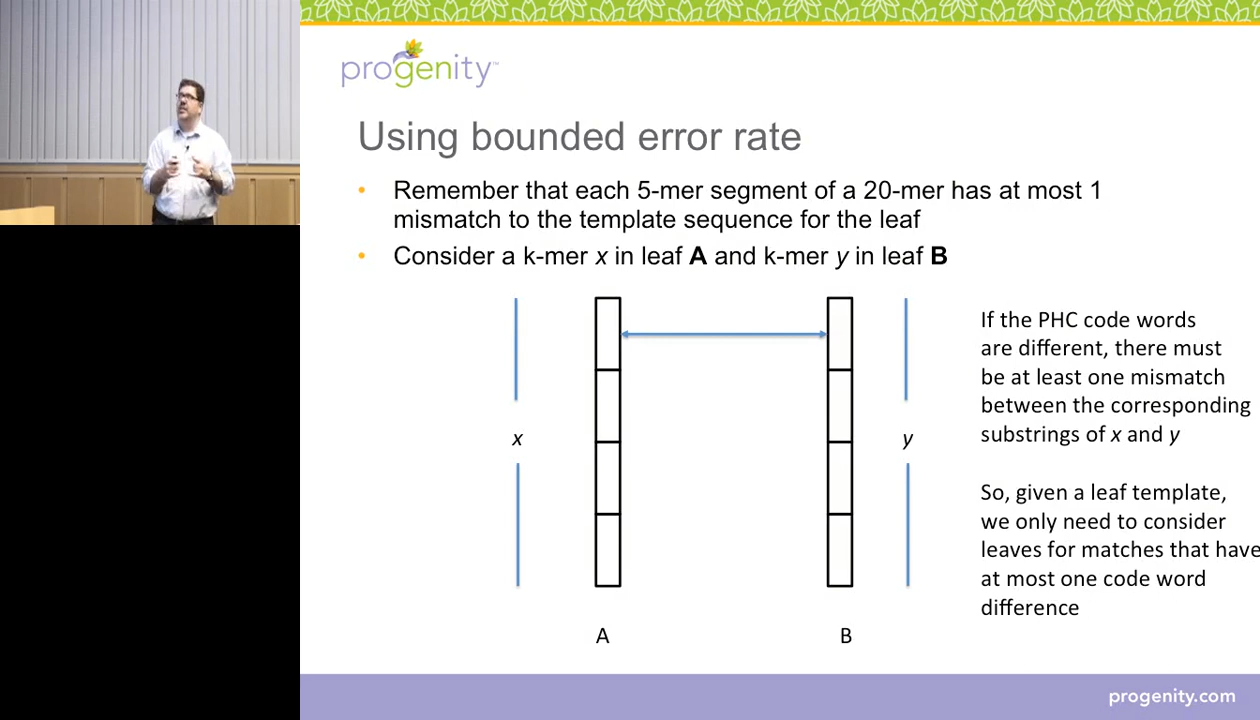 progenity™
Using bounded error rate
• Remember that each 5-mer segment of a 20-mer has at most 1
mismatch to the template sequence for the leaf
• Consider a k-mer x in leaf A and k-mer y in leaf B
x
y
A
B
If the PHC code words
are different, there must
be at least one mismatch
between the corresponding
substrings of x and y
So, given a leaf template,
we only need to consider
leaves for matches that have
at most one code word
difference
progenity.com